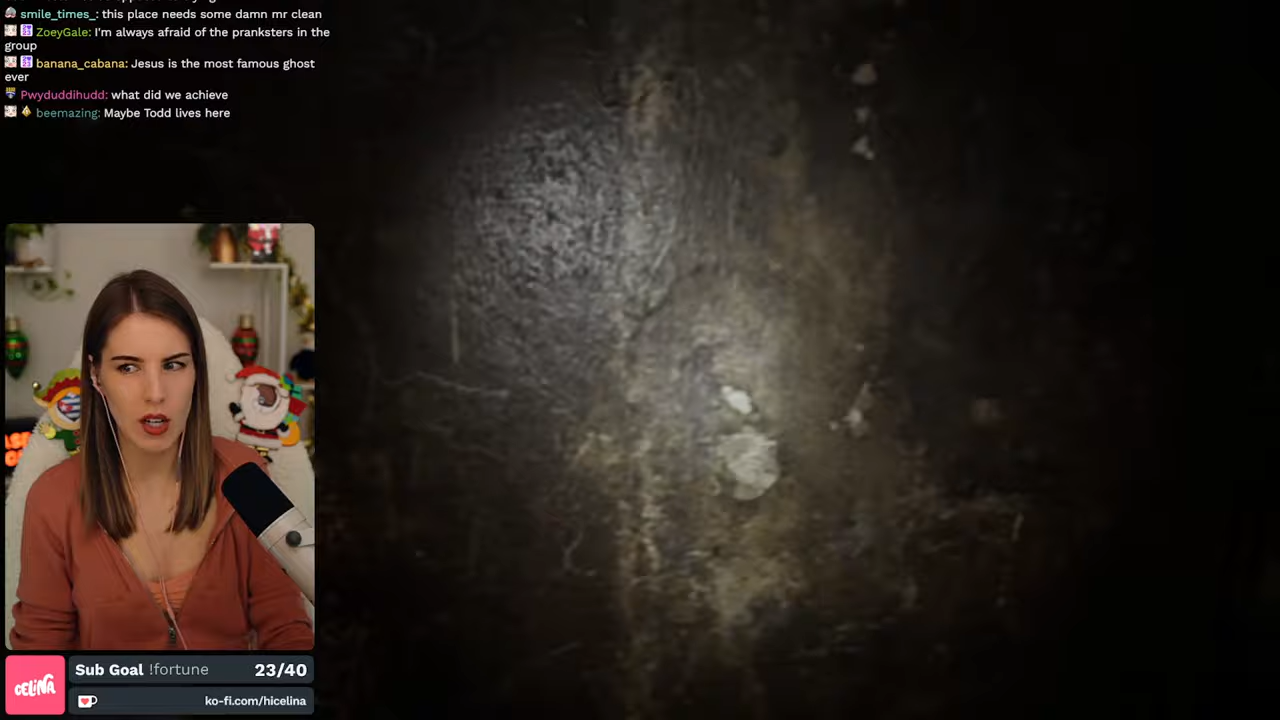 smile_times_: this place needs some damn mr clean
ZoeyGale: I'm always afraid of the pranksters in the
group
banana_cabana: Jesus is the most famous ghost
ever
Pwyduddihudd: what did we achieve
beemazing: Maybe Todd lives here
CELINA
Sub Goal !fortune 23/40
ko-fi.com/hicelina